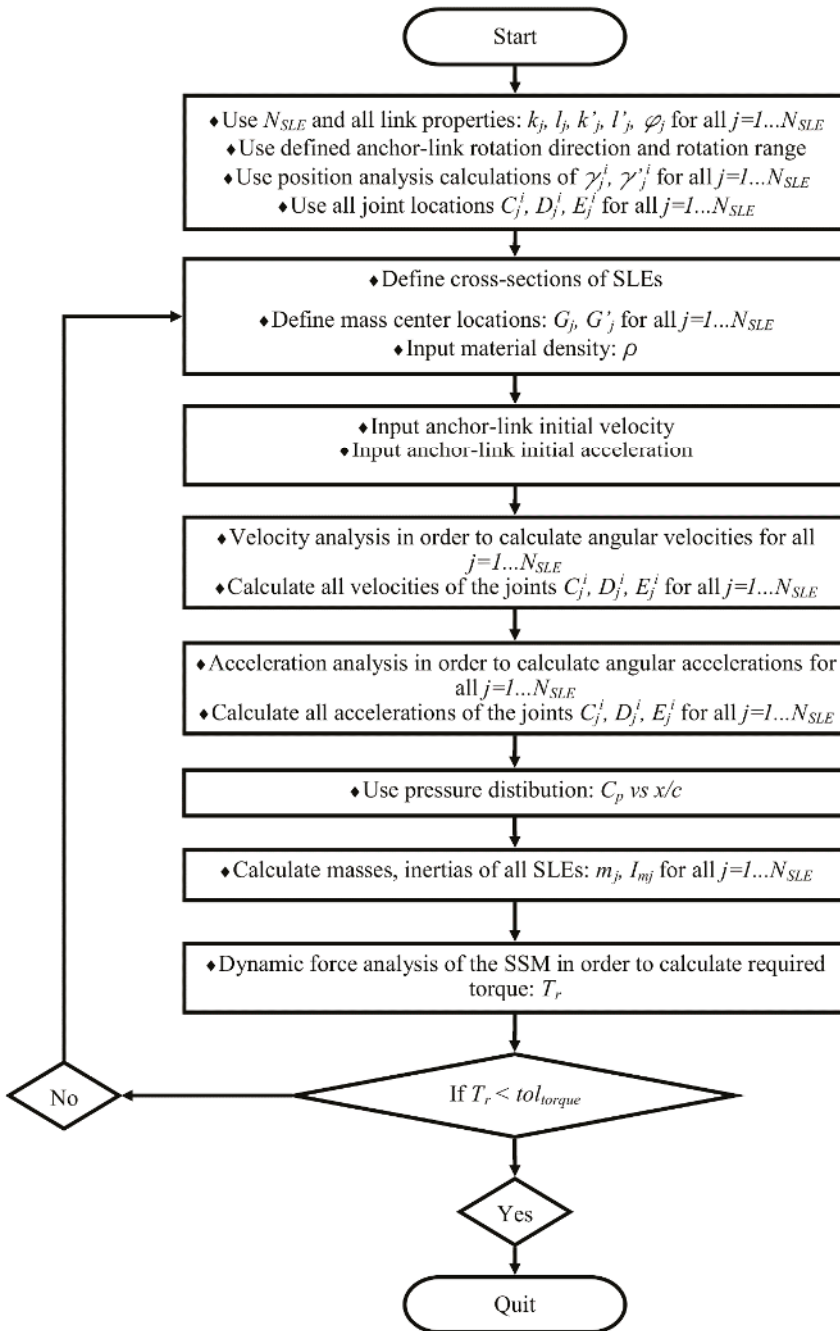 Start
♦Use N_SLE and all link properties: k_j, l_j, k'_j, l'_j, φ_j for all j=1...N_SLE
♦Use defined anchor-link rotation direction and rotation range
♦Use position analysis calculations of γ_j^i, γ'_j^i for all j=1...N_SLE
♦Use all joint locations C_j^i, D_j^i, E_j^i for all j=1...N_SLE
♦Define cross-sections of SLEs
♦Define mass center locations: G_j, G'_j for all j=1...N_SLE
♦Input material density: ρ
♦Input anchor-link initial velocity
♦Input anchor-link initial acceleration
♦Velocity analysis in order to calculate angular velocities for all
j=1...N_SLE
♦Calculate all velocities of the joints C_j^i, D_j^i, E_j^i for all j=1...N_SLE
♦Acceleration analysis in order to calculate angular accelerations for
all j=1...N_SLE
♦Calculate all accelerations of the joints C_j^i, D_j^i, E_j^i for all j=1...N_SLE
♦Use pressure distibution: C_p vs x/c
♦Calculate masses, inertias of all SLEs: m_j, I_mj for all j=1...N_SLE
♦Dynamic force analysis of the SSM in order to calculate required
torque: T_r
If T_r < tol_torque
No
Yes
Quit